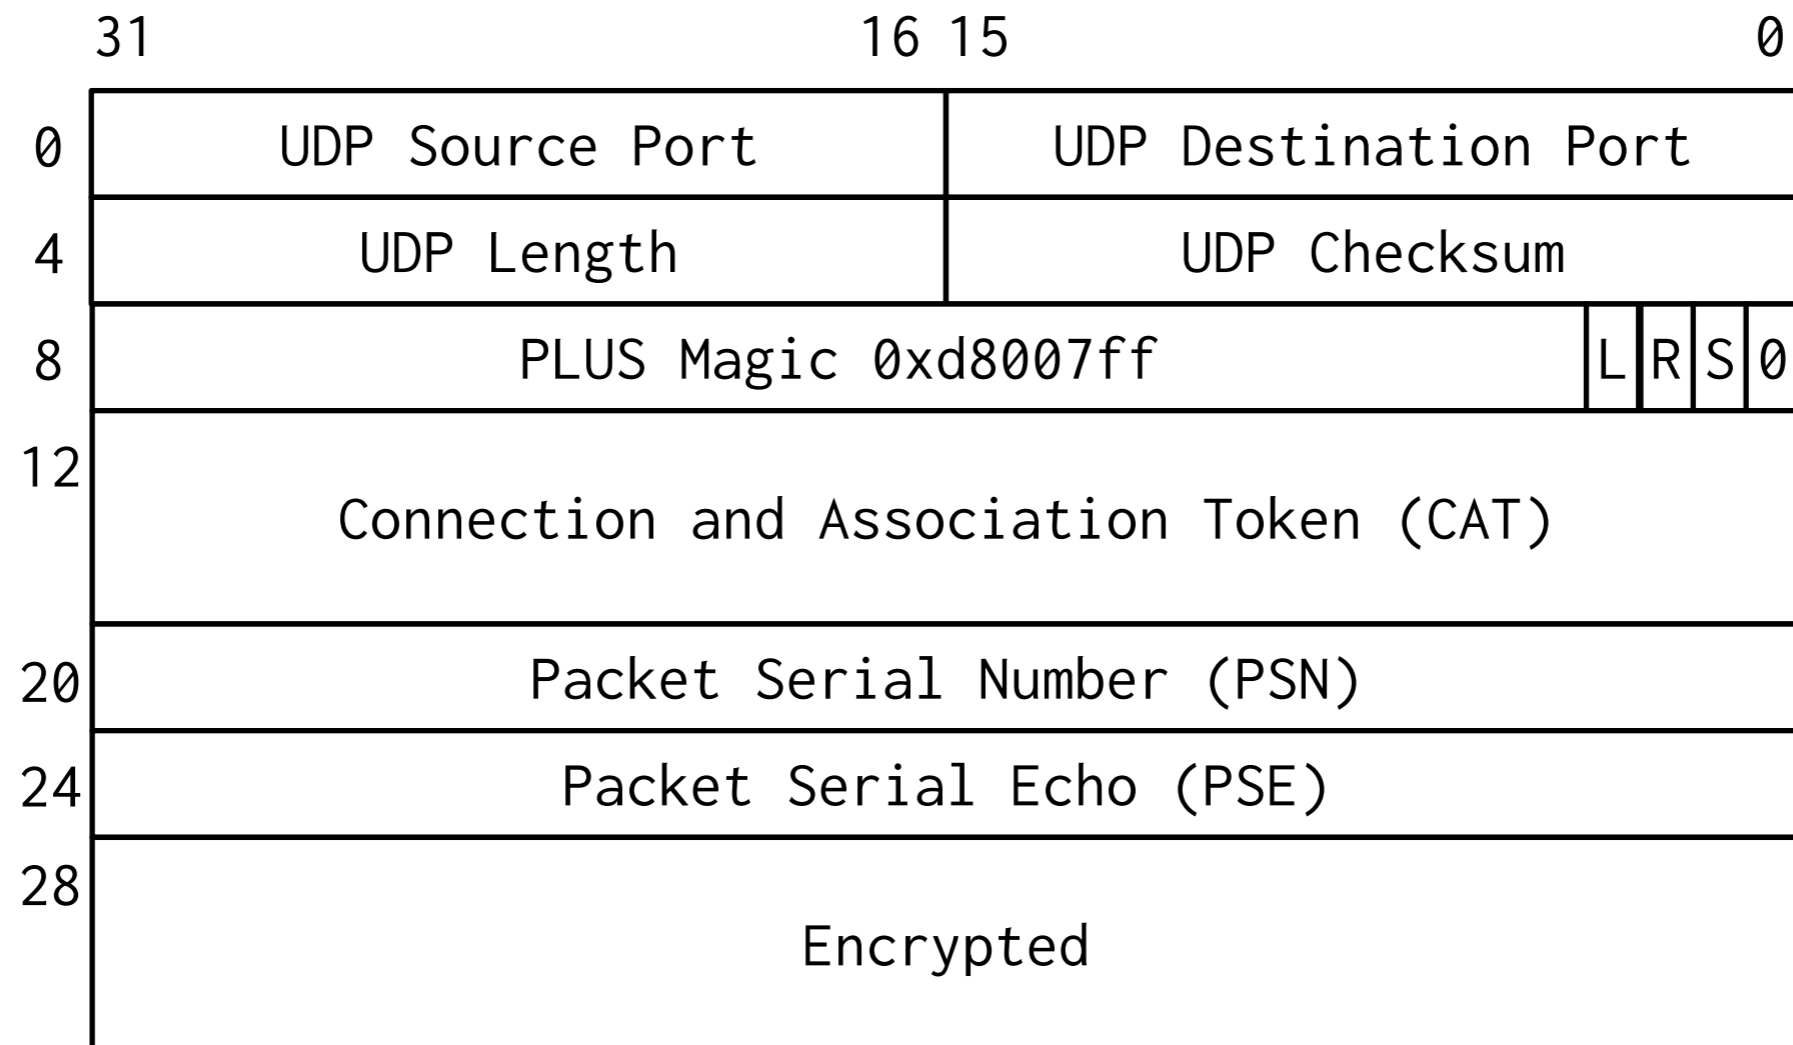 31 16 15 0
0 UDP Source Port UDP Destination Port
4 UDP Length UDP Checksum
8 PLUS Magic 0xd8007ff L R S 0
12
Connection and Association Token (CAT)
20 Packet Serial Number (PSN)
24 Packet Serial Echo (PSE)
28
Encrypted